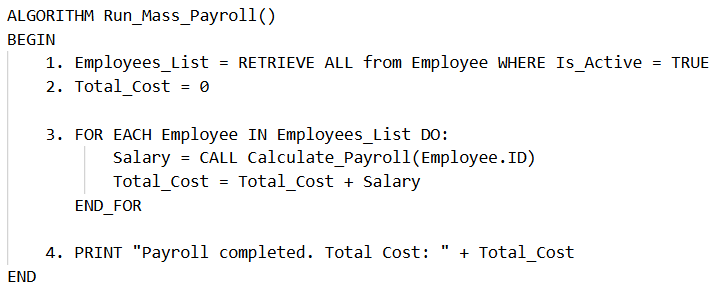 ALGORITHM Run_Mass_Payroll()
BEGIN
1. Employees_List = RETRIEVE ALL from Employee WHERE Is_Active = TRUE
2. Total_Cost = 0
3. FOR EACH Employee IN Employees_List DO:
Salary = CALL Calculate_Payroll(Employee.ID)
Total_Cost = Total_Cost + Salary
END_FOR
4. PRINT "Payroll completed. Total Cost: " + Total_Cost
END